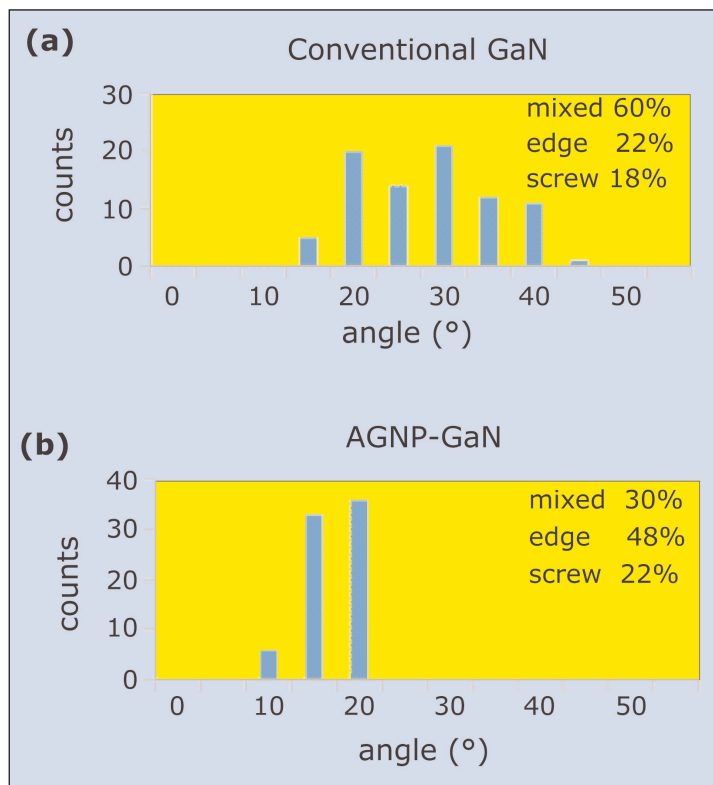 (a)
Conventional GaN
30
20
10
0
counts
mixed 60%
edge 22%
screw 18%
0 10 20 30 40 50
angle (°)
(b)
AGNP-GaN
40
30
20
10
0
counts
mixed 30%
edge 48%
screw 22%
0 10 20 30 40 50
angle (°)